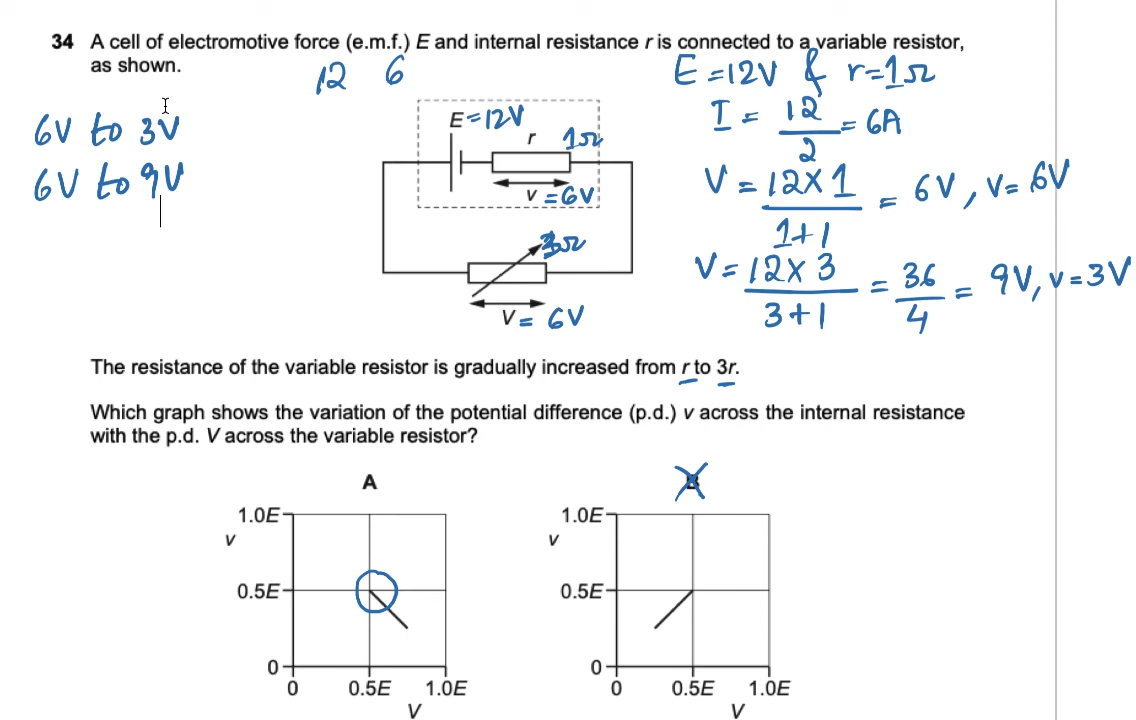 34 A cell of electromotive force (e.m.f.) E and internal resistance r is connected to a variable resistor,
as shown.
12 6
E = 12V & r = 1Ω
I = 12/2 = 6A
6V to 3V
6V to 9V
E = 12V
r 1Ω
v = 6V
V = 12 × 1 / 1 + 1 = 6V, v = 6V
3Ω
V = 12 × 3 / 3 + 1 = 36/4 = 9V, v = 3V
V = 6V
The resistance of the variable resistor is gradually increased from r to 3r.
Which graph shows the variation of the potential difference (p.d.) v across the internal resistance
with the p.d. V across the variable resistor?
A
1.0E
v
0.5E
0
0 0.5E 1.0E
V
1.0E
v
0.5E
0
0 0.5E 1.0E
V